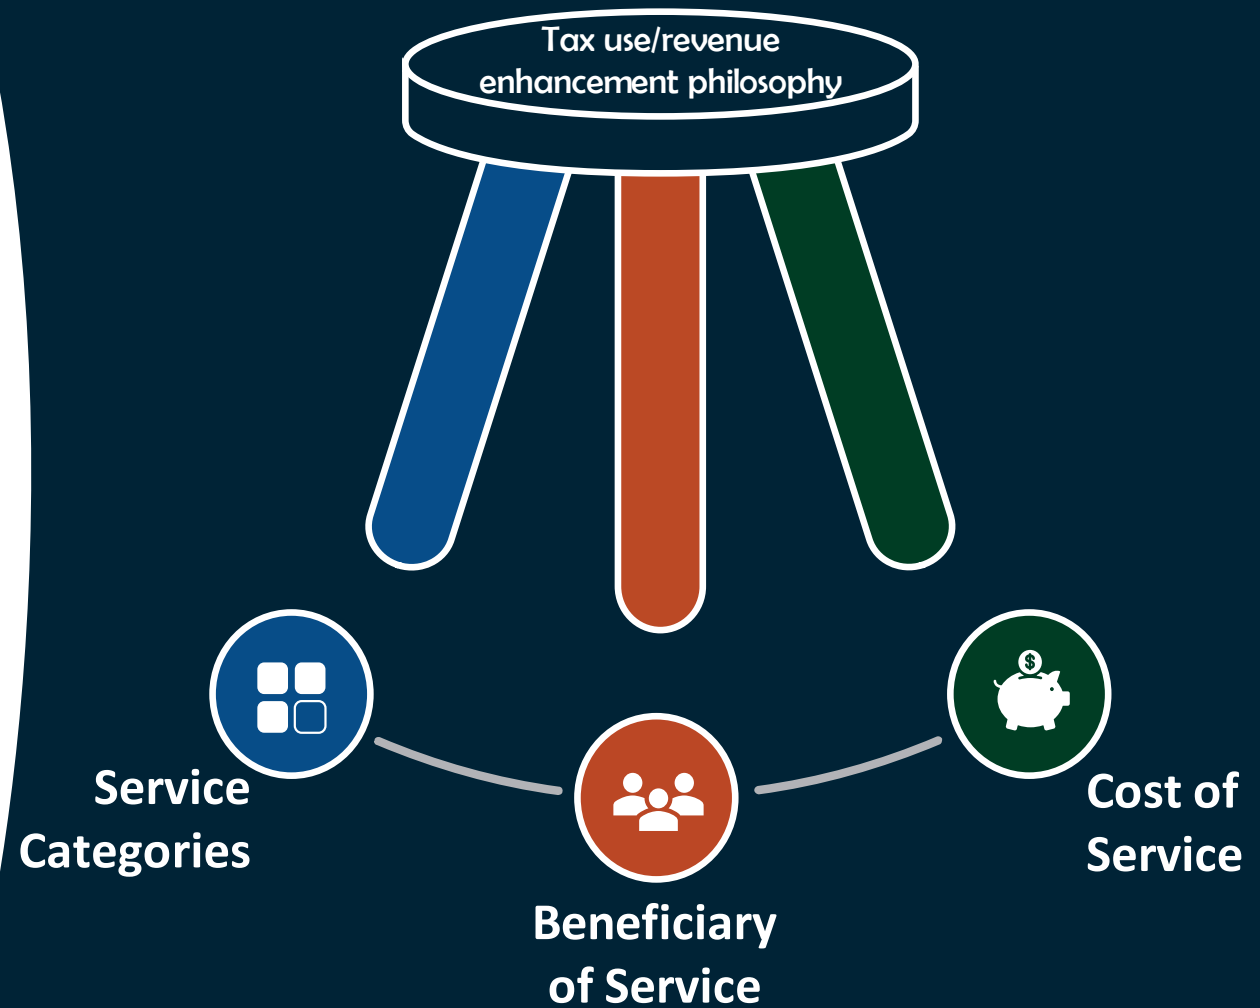 Tax use/revenue
enhancement philosophy
$
Service
Categories
Beneficiary
of Service
Cost of
Service